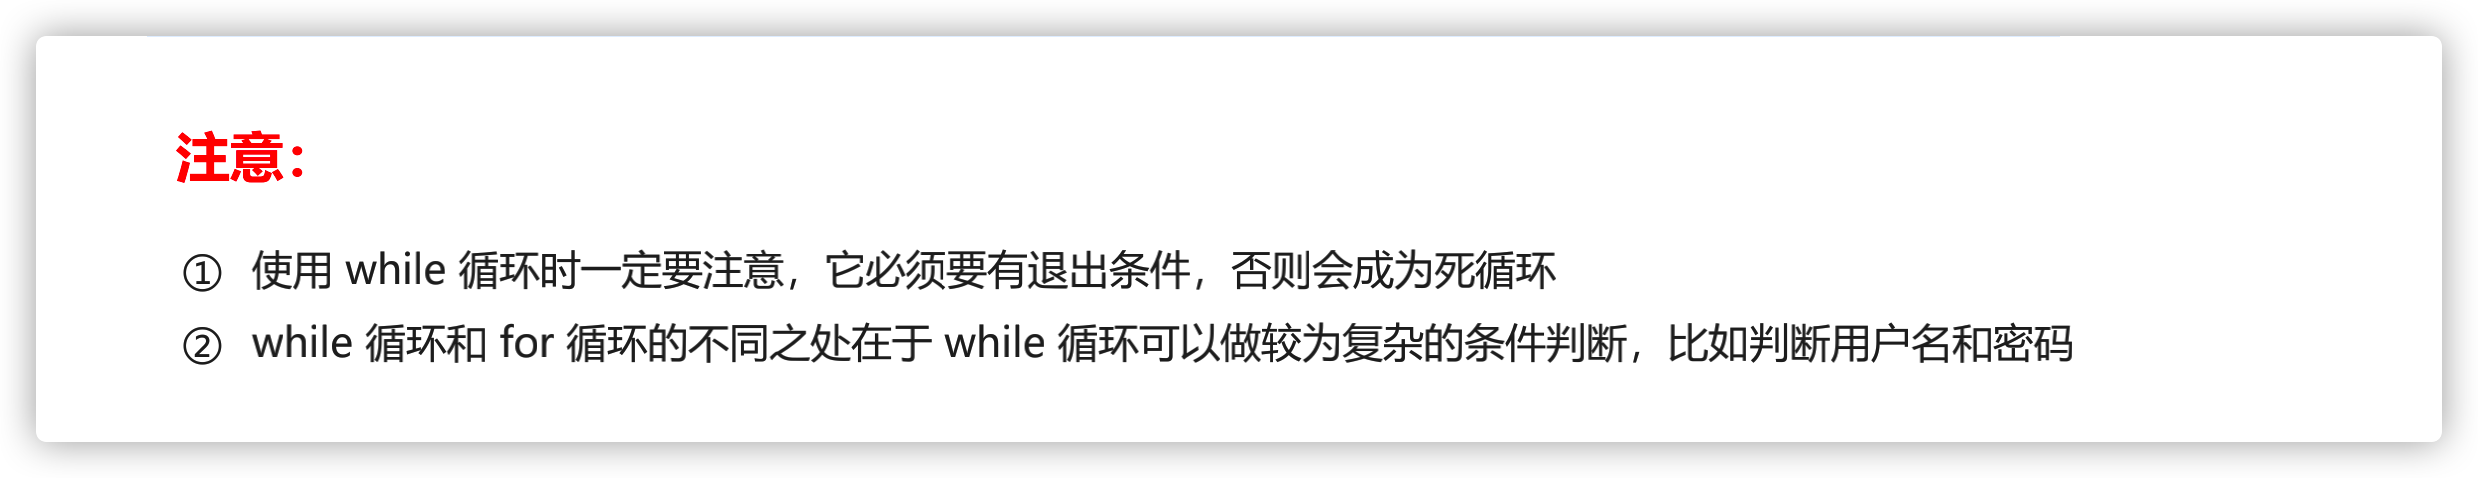 注意：
① 使用 while 循环时一定要注意，它必须要有退出条件，否则会成为死循环
② while 循环和 for 循环的不同之处在于 while 循环可以做较为复杂的条件判断，比如判断用户名和密码